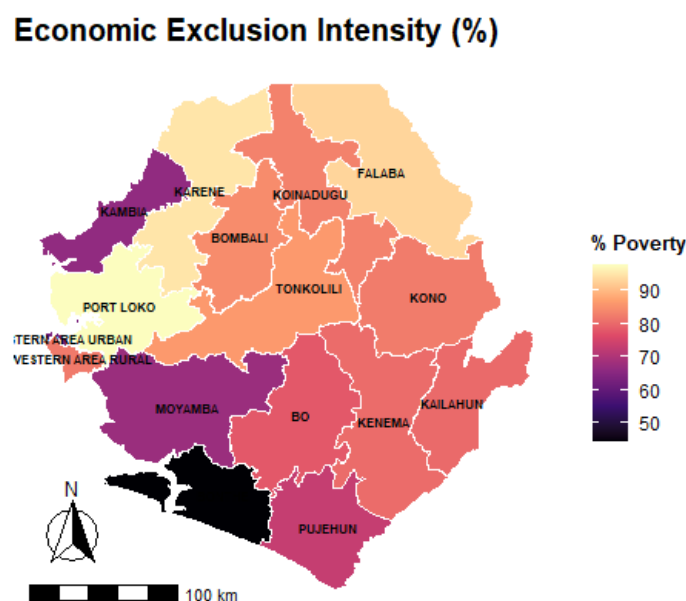 Economic Exclusion Intensity (%)
FALABA
KARENE
KOINADUGU
KAMBIA
BOMBALI
TONKOLILI
KONO
PORT LOKO
STERN AREA URBAN
WESTERN AREA RURAL
MOYAMBA
BO
KENEMA
KAILAHUN
PUJEHUN
% Poverty
90
80
70
60
50
N
100 km